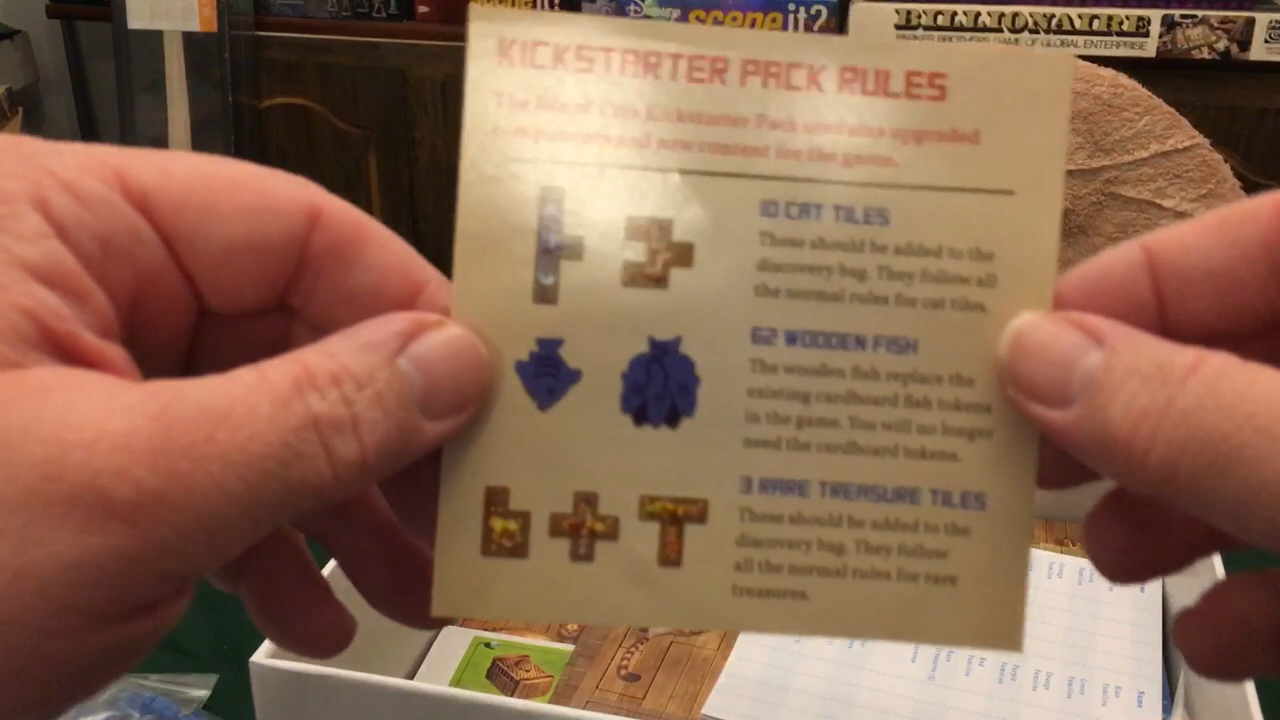 scene it?
Disney scene it?
BILLIONAIRE
PARKER BROTHERS GAME OF GLOBAL ENTERPRISE
KICKSTARTER PACK RULES
The Isle of Cats Kickstarter Pack contains upgraded
components and new content for the game.
10 CAT TILES
These should be added to the
discovery bag. They follow all
the normal rules for cat tiles.
62 WOODEN FISH
The wooden fish replace the
existing cardboard fish tokens
in the game. You will no longer
need the cardboard tokens.
3 RARE TREASURE TILES
These should be added to the
discovery bag. They follow
all the normal rules for rare
treasures.